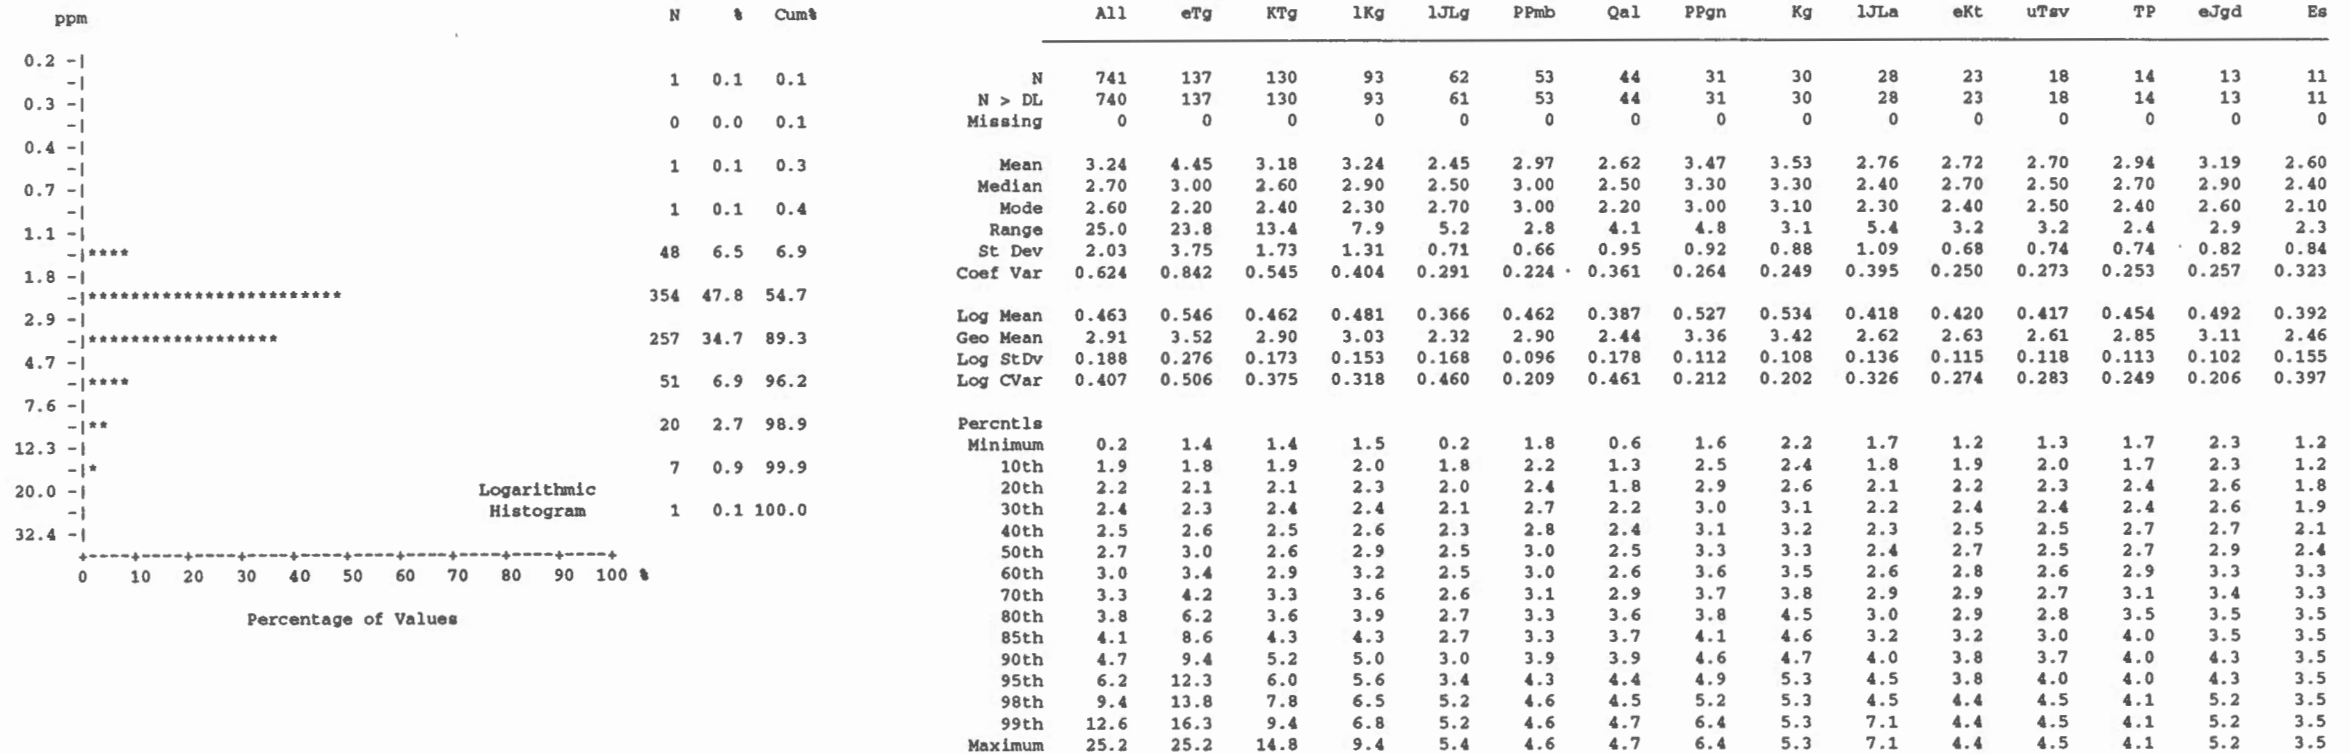 ppm N % Cum% All eTg KTg lKg lJLg PPmb Qal PPgn Kg lJLa eKt uTsv TP eJgd Es
0.2 -|
-| 1 0.1 0.1 N 741 137 130 93 62 53 44 31 30 28 23 18 14 13 11
0.3 -| N > DL 740 137 130 93 61 53 44 31 30 28 23 18 14 13 11
-| 0 0.0 0.1 Missing 0 0 0 0 0 0 0 0 0 0 0 0 0 0 0
0.4 -|
-| 1 0.1 0.3 Mean 3.24 4.45 3.18 3.24 2.45 2.97 2.62 3.47 3.53 2.76 2.72 2.70 2.94 3.19 2.60
0.7 -| Median 2.70 3.00 2.60 2.90 2.50 3.00 2.50 3.30 3.30 2.40 2.70 2.50 2.70 2.90 2.40
-| 1 0.1 0.4 Mode 2.60 2.20 2.40 2.30 2.70 3.00 2.20 3.00 3.10 2.30 2.40 2.50 2.40 2.60 2.10
1.1 -| Range 25.0 23.8 13.4 7.9 5.2 2.8 4.1 4.8 3.1 5.4 3.2 3.2 2.4 2.9 2.3
-|**** 48 6.5 6.9 St Dev 2.03 3.75 1.73 1.31 0.71 0.66 0.95 0.92 0.88 1.09 0.68 0.74 0.74 0.82 0.84
1.8 -| Coef Var 0.624 0.842 0.545 0.404 0.291 0.224 0.361 0.264 0.249 0.395 0.250 0.273 0.253 0.257 0.323
-|************************ 354 47.8 54.7
2.9 -| Log Mean 0.463 0.546 0.462 0.481 0.366 0.462 0.387 0.527 0.534 0.418 0.420 0.417 0.454 0.492 0.392
-|****************** 257 34.7 89.3 Geo Mean 2.91 3.52 2.90 3.03 2.32 2.90 2.44 3.36 3.42 2.62 2.63 2.61 2.85 3.11 2.46
4.7 -| Log StDv 0.188 0.276 0.173 0.153 0.168 0.096 0.178 0.112 0.108 0.136 0.115 0.118 0.113 0.102 0.155
-|**** 51 6.9 96.2 Log CVar 0.407 0.506 0.375 0.318 0.460 0.209 0.461 0.212 0.202 0.326 0.274 0.283 0.249 0.206 0.397
7.6 -|
-|** 20 2.7 98.9 Percntls
12.3 -| Minimum 0.2 1.4 1.4 1.5 0.2 1.8 0.6 1.6 2.2 1.7 1.2 1.3 1.7 2.3 1.2
-|* 7 0.9 99.9 10th 1.9 1.8 1.9 2.0 1.8 2.2 1.3 2.5 2.4 1.8 1.9 2.0 1.7 2.3 1.2
20.0 -| Logarithmic 20th 2.2 2.1 2.1 2.3 2.0 2.4 1.8 2.9 2.6 2.1 2.2 2.3 2.4 2.6 1.8
-| Histogram 1 0.1 100.0 30th 2.4 2.3 2.4 2.4 2.1 2.7 2.2 3.0 3.1 2.2 2.4 2.4 2.4 2.6 1.9
32.4 -| 40th 2.5 2.6 2.5 2.6 2.3 2.8 2.4 3.1 3.2 2.3 2.5 2.5 2.7 2.7 2.1
+----+----+----+----+----+----+----+----+----+----+ 50th 2.7 3.0 2.6 2.9 2.5 3.0 2.5 3.3 3.3 2.4 2.7 2.5 2.7 2.9 2.4
0 10 20 30 40 50 60 70 80 90 100 % 60th 3.0 3.4 2.9 3.2 2.5 3.0 2.6 3.6 3.5 2.6 2.8 2.6 2.9 3.3 3.3
70th 3.3 4.2 3.3 3.6 2.6 3.1 2.9 3.7 3.8 2.9 2.9 2.7 3.1 3.4 3.3
Percentage of Values 80th 3.8 6.2 3.6 3.9 2.7 3.3 3.6 3.8 4.5 3.0 2.9 2.8 3.5 3.5 3.5
85th 4.1 8.6 4.3 4.3 2.7 3.3 3.7 4.1 4.6 3.2 3.2 3.0 4.0 3.5 3.5
90th 4.7 9.4 5.2 5.0 3.0 3.9 3.9 4.6 4.7 4.0 3.8 3.7 4.0 4.3 3.5
95th 6.2 12.3 6.0 5.6 3.4 4.3 4.4 4.9 5.3 4.5 3.8 4.0 4.0 4.3 3.5
98th 9.4 13.8 7.8 6.5 5.2 4.6 4.5 5.2 5.3 4.5 4.4 4.5 4.1 5.2 3.5
99th 12.6 16.3 9.4 6.8 5.2 4.6 4.7 6.4 5.3 7.1 4.4 4.5 4.1 5.2 3.5
Maximum 25.2 25.2 14.8 9.4 5.4 4.6 4.7 6.4 5.3 7.1 4.4 4.5 4.1 5.2 3.5